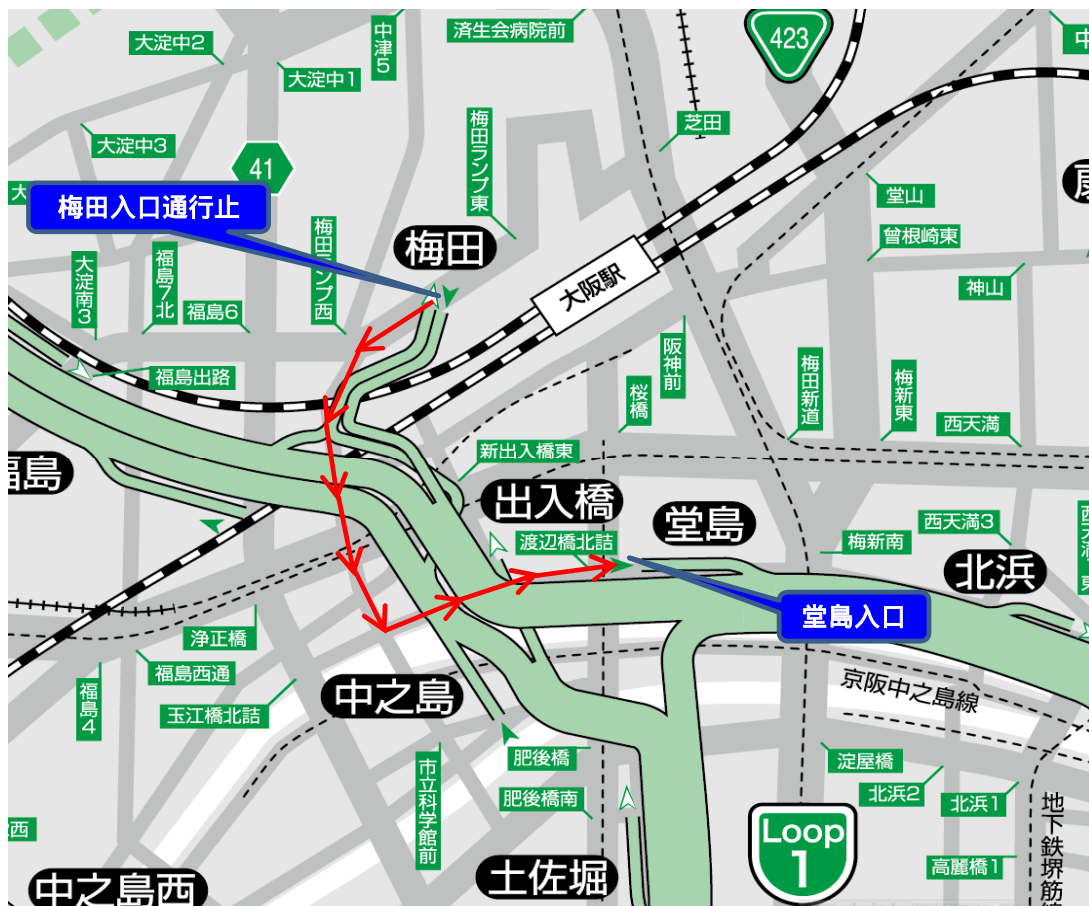 大淀中2
中津5
済生会病院前
423
中
大淀中1
大淀中3
41
梅田ランプ東
芝田
大
梅田入口通行止
堂山
梅田
梅田ランプ西
曾根崎東
大淀南3
福島7北
福島6
大阪駅
神山
阪神前
福島出路
桜橋
梅田新道
梅新東
西天満
新出入橋東
福島
出入橋
堂島
渡辺橋北詰
西天満3
梅新南
北浜
堂島入口
浄正橋
福島西通
福島4
玉江橋北詰
中之島
京阪中之島線
市立科学館前
肥後橋
肥後橋南
淀屋橋
北浜2
北浜1
西
Loop
1
高麗橋1
地下鉄堺筋線
中之島西
土佐堀